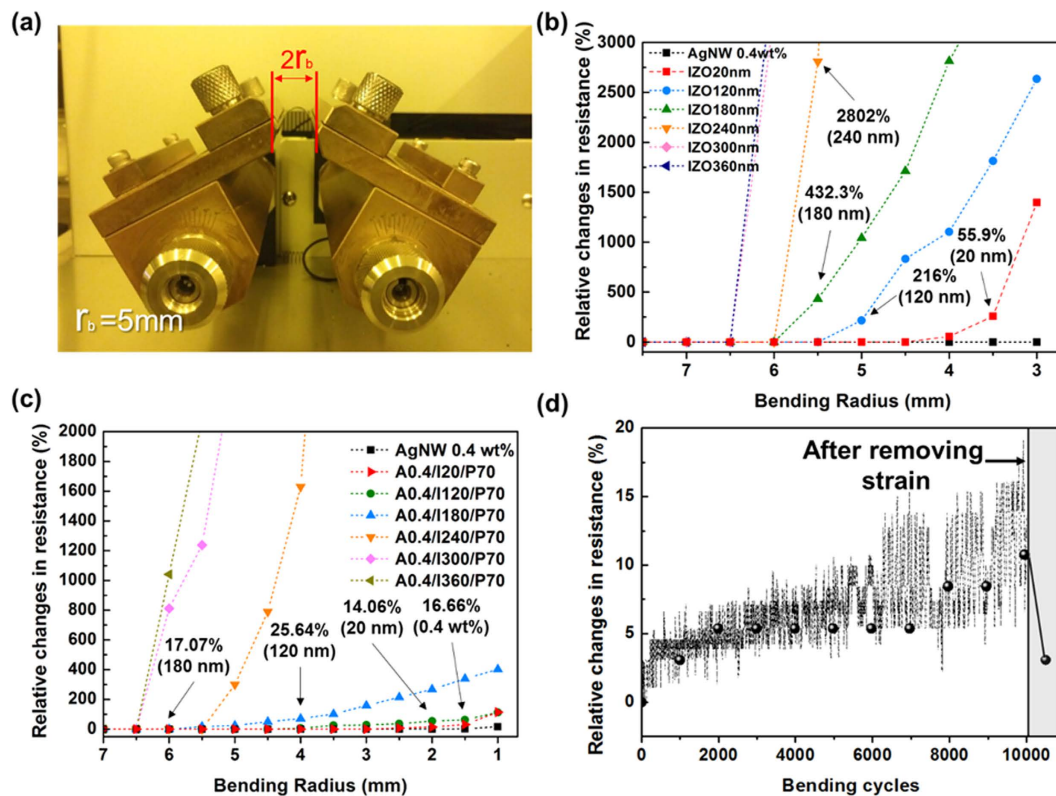 (a)
2r_b
r_b=5mm
(b)
Relative changes in resistance (%)
3000
2500
2000
1500
1000
500
0
AgNW 0.4wt%
IZO20nm
IZO120nm
IZO180nm
IZO240nm
IZO300nm
IZO360nm
2802%
(240 nm)
432.3%
(180 nm)
55.9%
(20 nm)
216%
(120 nm)
7 6 5 4 3
Bending Radius (mm)
(c)
Relative changes in resistance (%)
2000
1800
1600
1400
1200
1000
800
600
400
200
0
AgNW 0.4 wt%
A0.4/I20/P70
A0.4/I120/P70
A0.4/I180/P70
A0.4/I240/P70
A0.4/I300/P70
A0.4/I360/P70
17.07%
(180 nm)
25.64%
(120 nm)
14.06%
(20 nm)
16.66%
(0.4 wt%)
7 6 5 4 3 2 1
Bending Radius (mm)
(d)
Relative changes in resistance (%)
20
15
10
5
0
After removing
strain
0 2000 4000 6000 8000 10000
Bending cycles